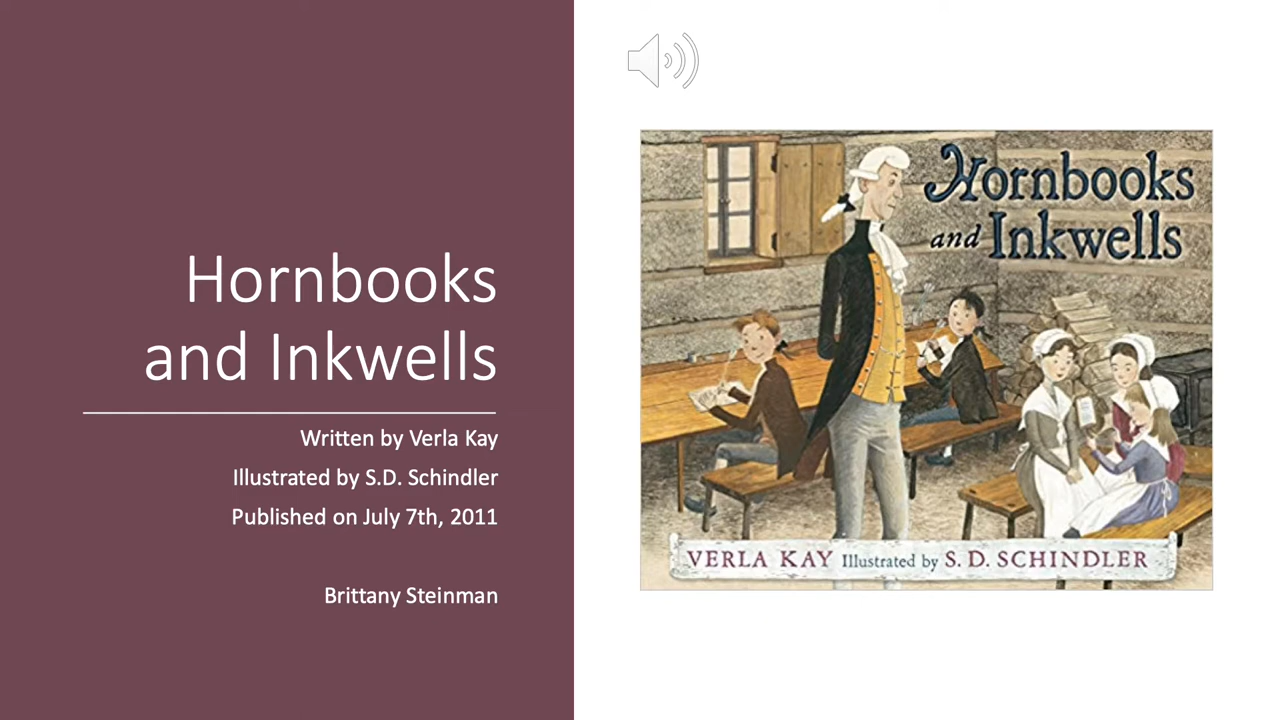 Hornbooks
and Inkwells
Written by Verla Kay
Illustrated by S.D. Schindler
Published on July 7th, 2011
Brittany Steinman
Hornbooks
and Inkwells
VERLA KAY Illustrated by S. D. SCHINDLER